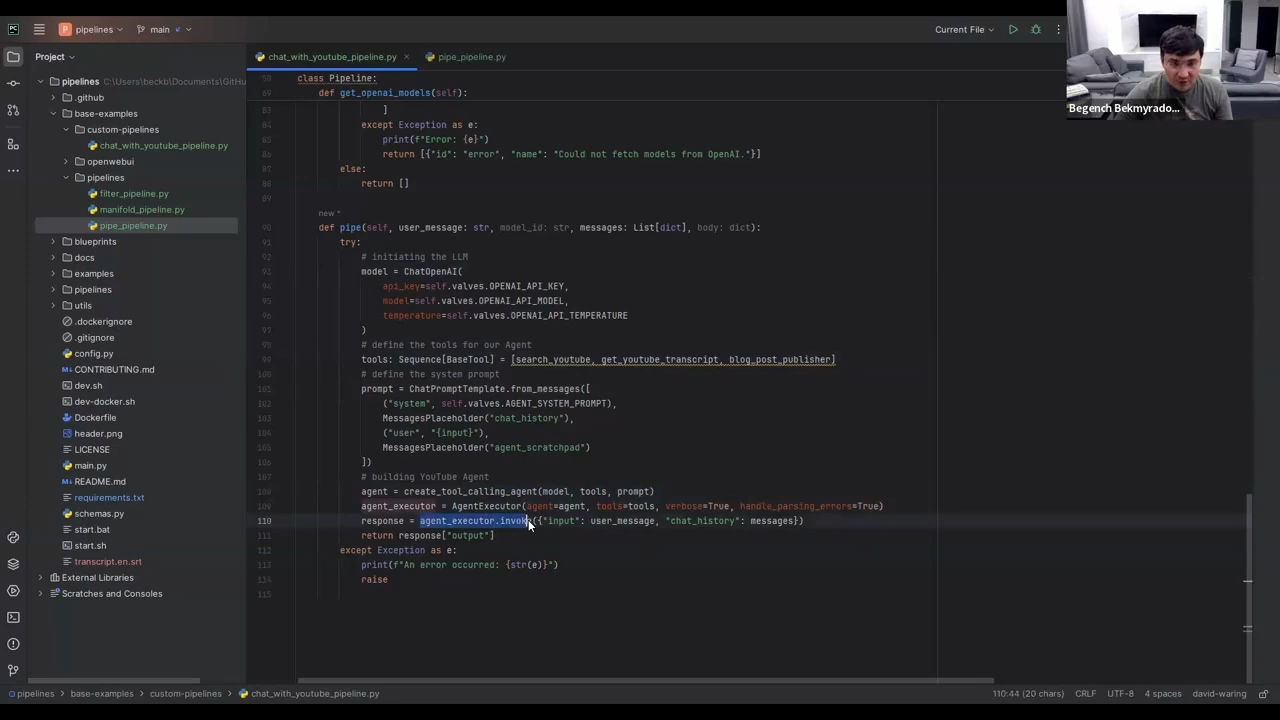 pipelines
main
Current File
Project
chat_with_youtube_pipeline.py
pipe_pipeline.py
pipelines C:\Users\beckb\Documents\GitHu
.github
base-examples
custom-pipelines
chat_with_youtube_pipeline.py
openwebui
pipelines
filter_pipeline.py
manifold_pipeline.py
pipe_pipeline.py
blueprints
docs
examples
pipelines
utils
.dockerignore
.gitignore
config.py
CONTRIBUTING.md
dev.sh
dev-docker.sh
Dockerfile
header.png
LICENSE
main.py
README.md
requirements.txt
schemas.py
start.bat
start.sh
transcript.en.srt
External Libraries
Scratches and Consoles
class Pipeline:
def get_openai_models(self):
]
except Exception as e:
print(f"Error: {e}")
return [{"id": "error", "name": "Could not fetch models from OpenAI."}]
else:
return []
new *
def pipe(self, user_message: str, model_id: str, messages: List[dict], body: dict):
try:
# initiating the LLM
model = ChatOpenAI(
api_key=self.valves.OPENAI_API_KEY,
model=self.valves.OPENAI_API_MODEL,
temperature=self.valves.OPENAI_API_TEMPERATURE
)
# define the tools for our Agent
tools: Sequence[BaseTool] = [search_youtube, get_youtube_transcript, blog_post_publisher]
# define the system prompt
prompt = ChatPromptTemplate.from_messages([
("system", self.valves.AGENT_SYSTEM_PROMPT),
MessagesPlaceholder("chat_history"),
("user", "{input}"),
MessagesPlaceholder("agent_scratchpad")
])
# building YouTube Agent
agent = create_tool_calling_agent(model, tools, prompt)
agent_executor = AgentExecutor(agent=agent, tools=tools, verbose=True, handle_parsing_errors=True)
110 response = agent_executor.invoke({"input": user_message, "chat_history": messages})
return response["output"]
except Exception as e:
print(f"An error occurred: {str(e)}")
raise
Begench Bekmyrado...
pipelines > base-examples > custom-pipelines > chat_with_youtube_pipeline.py
110:44 (20 chars) CRLF UTF-8 4 spaces david-waring